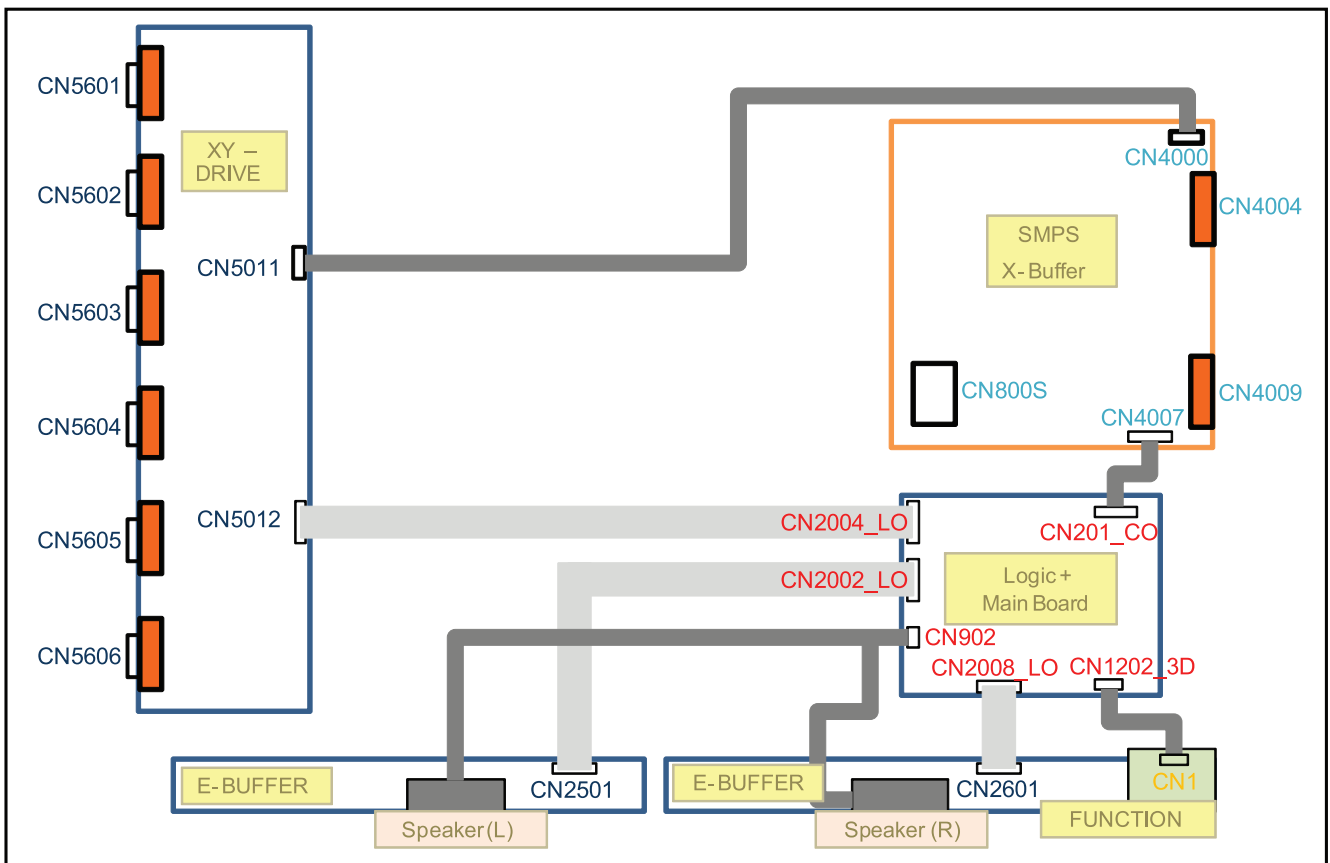 CN5601
CN5602
CN5603
CN5604
CN5605
CN5606
XY –
DRIVE
CN5011
CN5012
CN4000
CN4004
SMPS
X-Buffer
CN800S
CN4009
CN4007
CN2004_LO
CN201_CO
CN2002_LO
Logic +
Main Board
CN902
CN2008_LO
CN1202_3D
E-BUFFER
CN2501
Speaker (L)
E-BUFFER
CN2601
CN1
Speaker (R)
FUNCTION